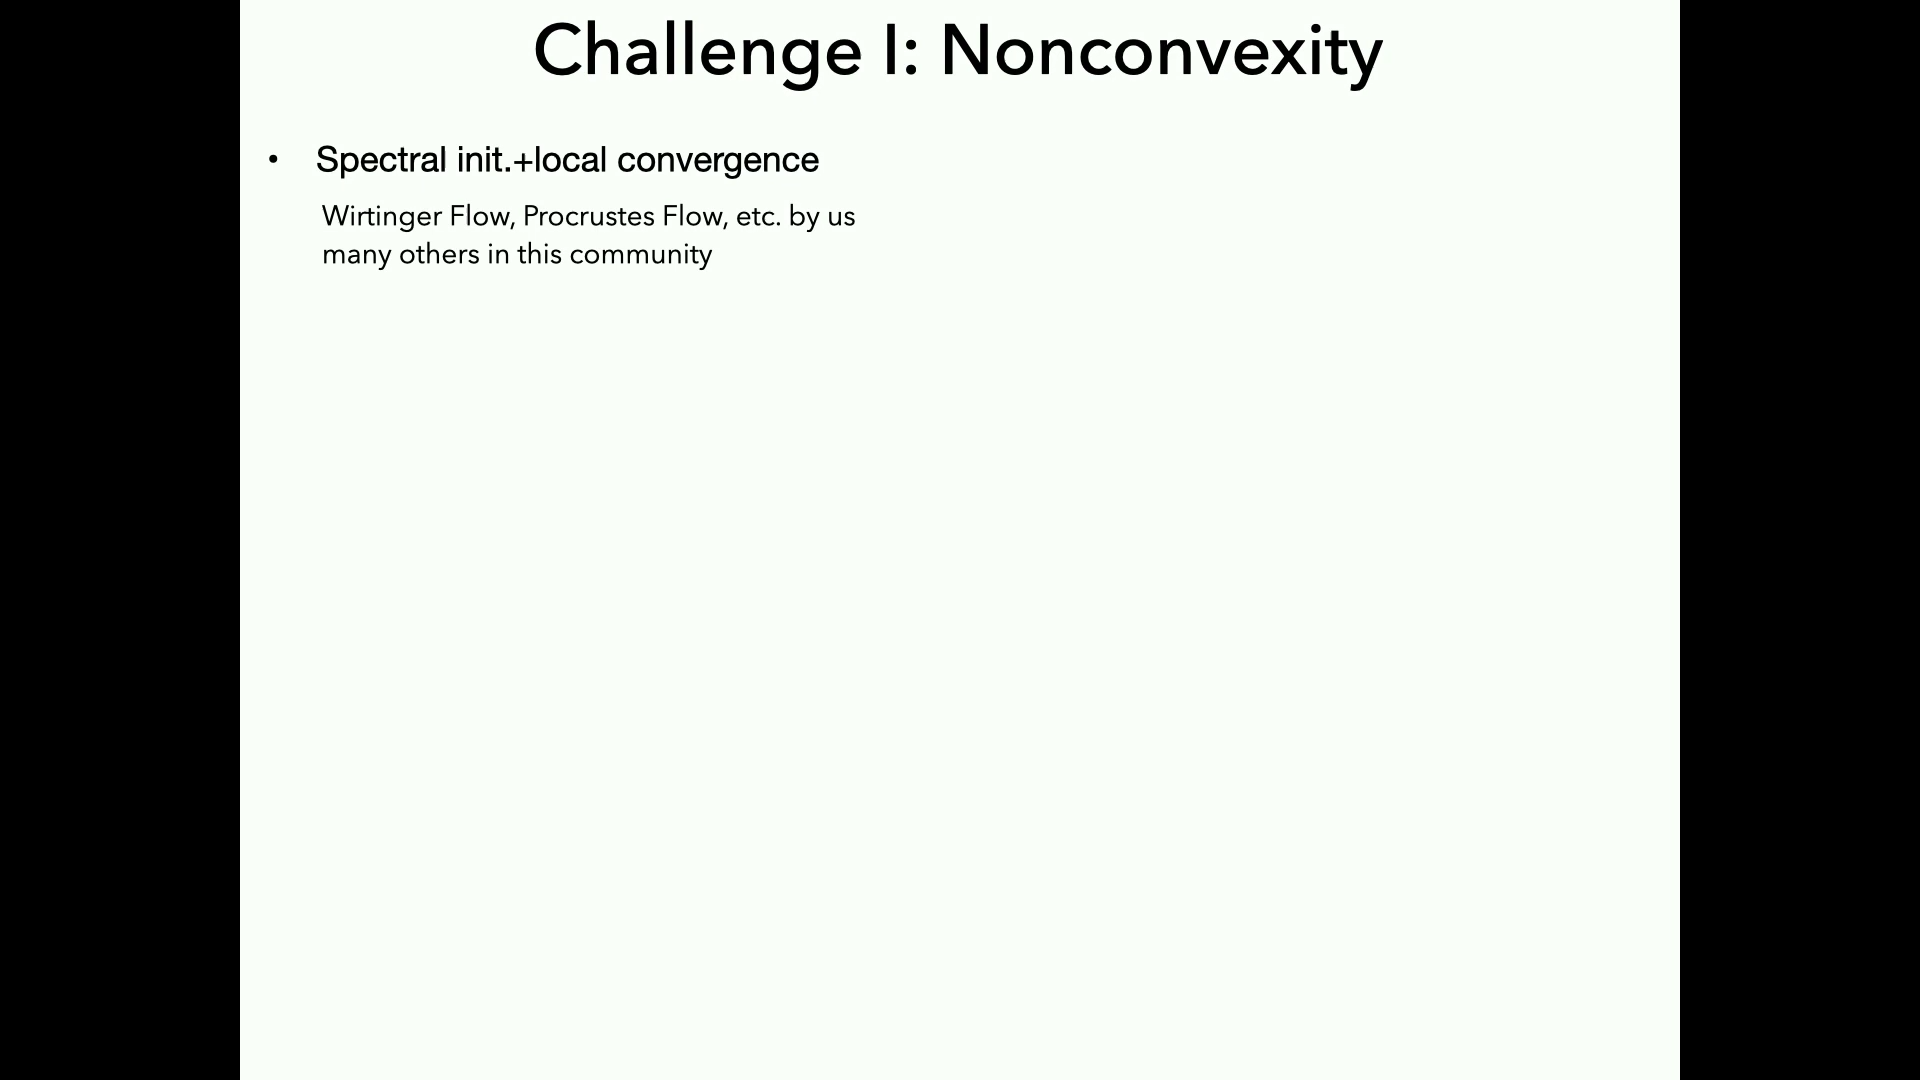 Challenge I: Nonconvexity
• Spectral init.+local convergence
Wirtinger Flow, Procrustes Flow, etc. by us
many others in this community